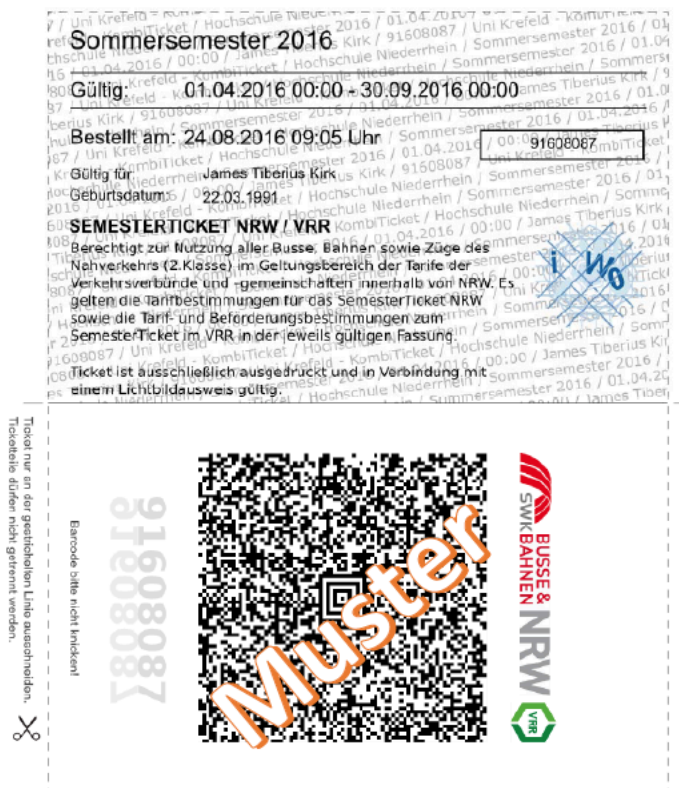 Sommersemester 2016
Gültig: 01.04.2016 00:00 - 30.09.2016 00:00
Bestellt am: 24.08.2016 09:05 Uhr
91608087
Gültig für James Tiberius Kirk
Geburtsdatum: 22.03.1991
SEMESTERTICKET NRW / VRR
Berechtigt zur Nutzung aller Busse, Bahnen sowie Züge des
Nahverkehrs (2.Klasse) im Geltungsbereich der Tarife der
Verkehrsverbünde und -gemeinschaften innerhalb von NRW. Es
gelten die Tarifbestimmungen für das SemesterTicket NRW
sowie die Tarif- und Beförderungsbestimmungen zum
SemesterTicket im VRR in der jeweils gültigen Fassung.
Ticket ist ausschließlich ausgedruckt und in Verbindung mit
einem Lichtbildausweis gültig.
Ticket nur an der gestrichelten Linie ausschneiden.
Ticketteile dürfen nicht getrennt werden.
Barcode bitte nicht knicken!
91608087
91608087
Muster
BUSSE &
SWK BAHNEN
NRW
VRR